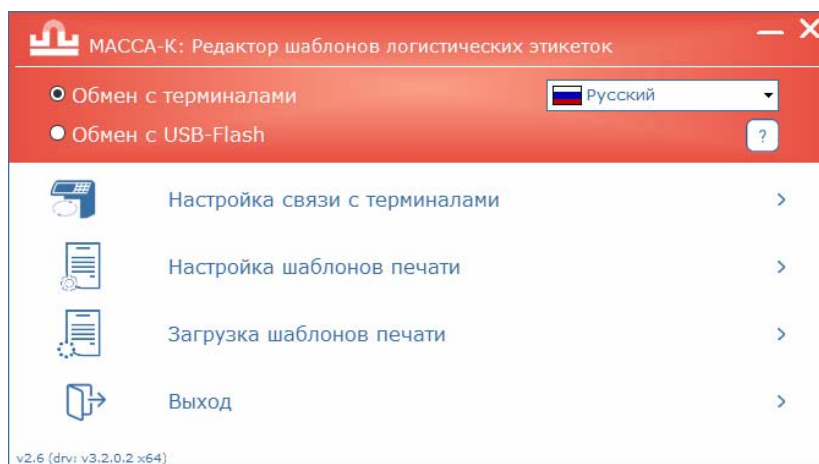 МАССА-К: Редактор шаблонов логистических этикеток
Обмен с терминалами
Русский
Обмен с USB-Flash
?
Настройка связи с терминалами
Настройка шаблонов печати
Загрузка шаблонов печати
Выход
v2.6 (drv: v3.2.0.2 x64)